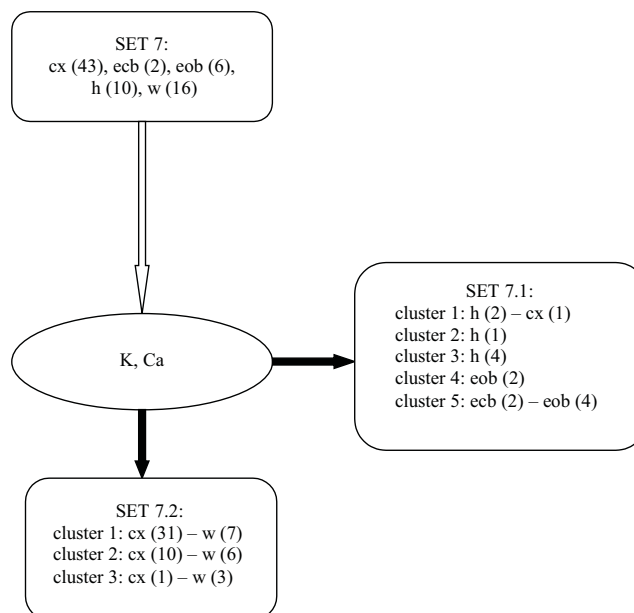 SET 7:
cx (43), ecb (2), eob (6),
h (10), w (16)
K, Ca
SET 7.1:
cluster 1: h (2) – cx (1)
cluster 2: h (1)
cluster 3: h (4)
cluster 4: eob (2)
cluster 5: ecb (2) – eob (4)
SET 7.2:
cluster 1: cx (31) – w (7)
cluster 2: cx (10) – w (6)
cluster 3: cx (1) – w (3)